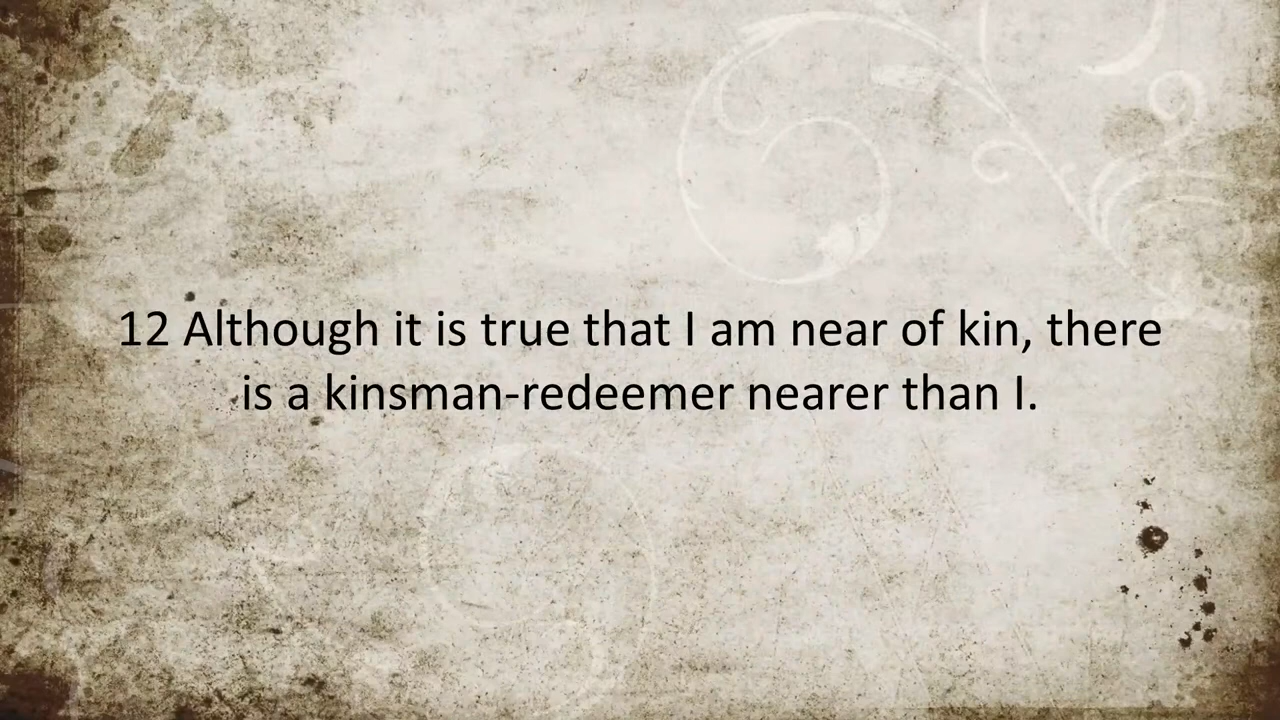 12 Although it is true that I am near of kin, there
is a kinsman-redeemer nearer than I.